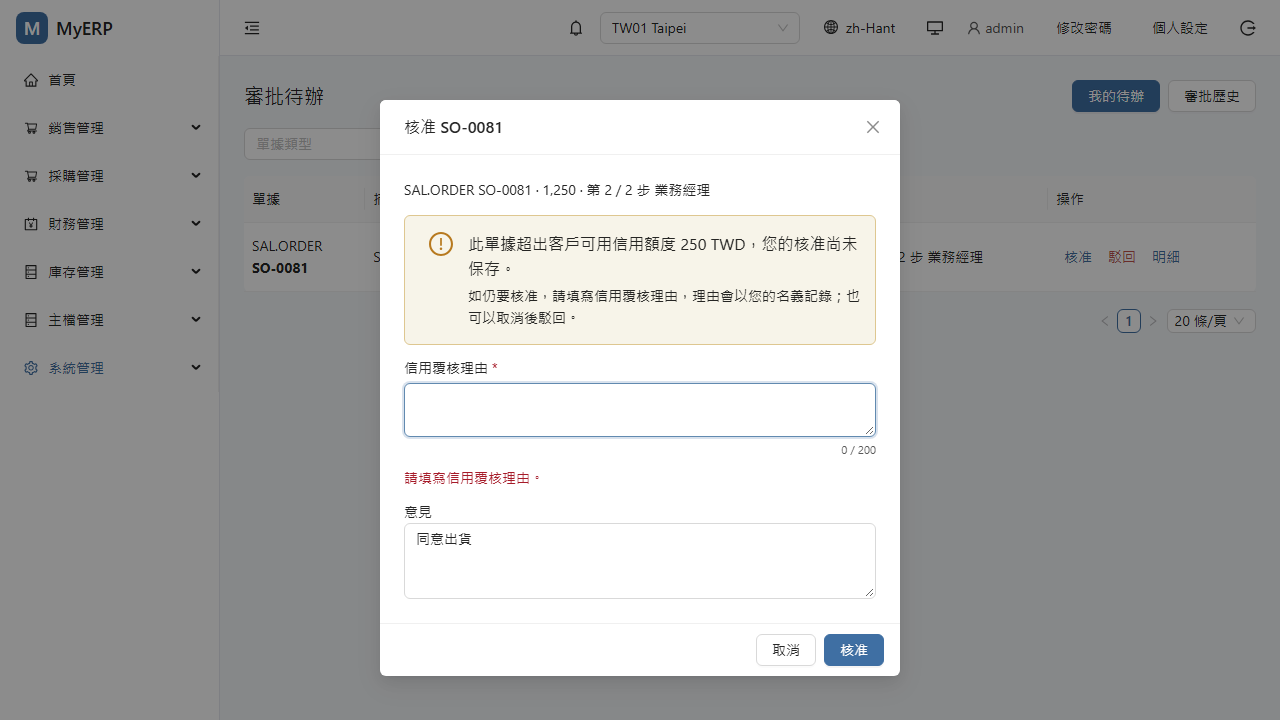 M MyERP
TW01 Taipei
zh-Hant
admin
修改密碼
個人設定
首頁
銷售管理
採購管理
財務管理
庫存管理
主檔管理
系統管理
審批待辦
我的待辦
審批歷史
單據類型
單據
操作
SAL.ORDER
SO-0081
S
2 步 業務經理
核准
駁回
明細
1
20 條/頁
核准 SO-0081
SAL.ORDER SO-0081 · 1,250 · 第 2 / 2 步 業務經理
此單據超出客戶可用信用額度 250 TWD，您的核准尚未
保存。
如仍要核准，請填寫信用覆核理由，理由會以您的名義記錄；也
可以取消後駁回。
信用覆核理由 *
0 / 200
請填寫信用覆核理由。
意見
同意出貨
取消
核准